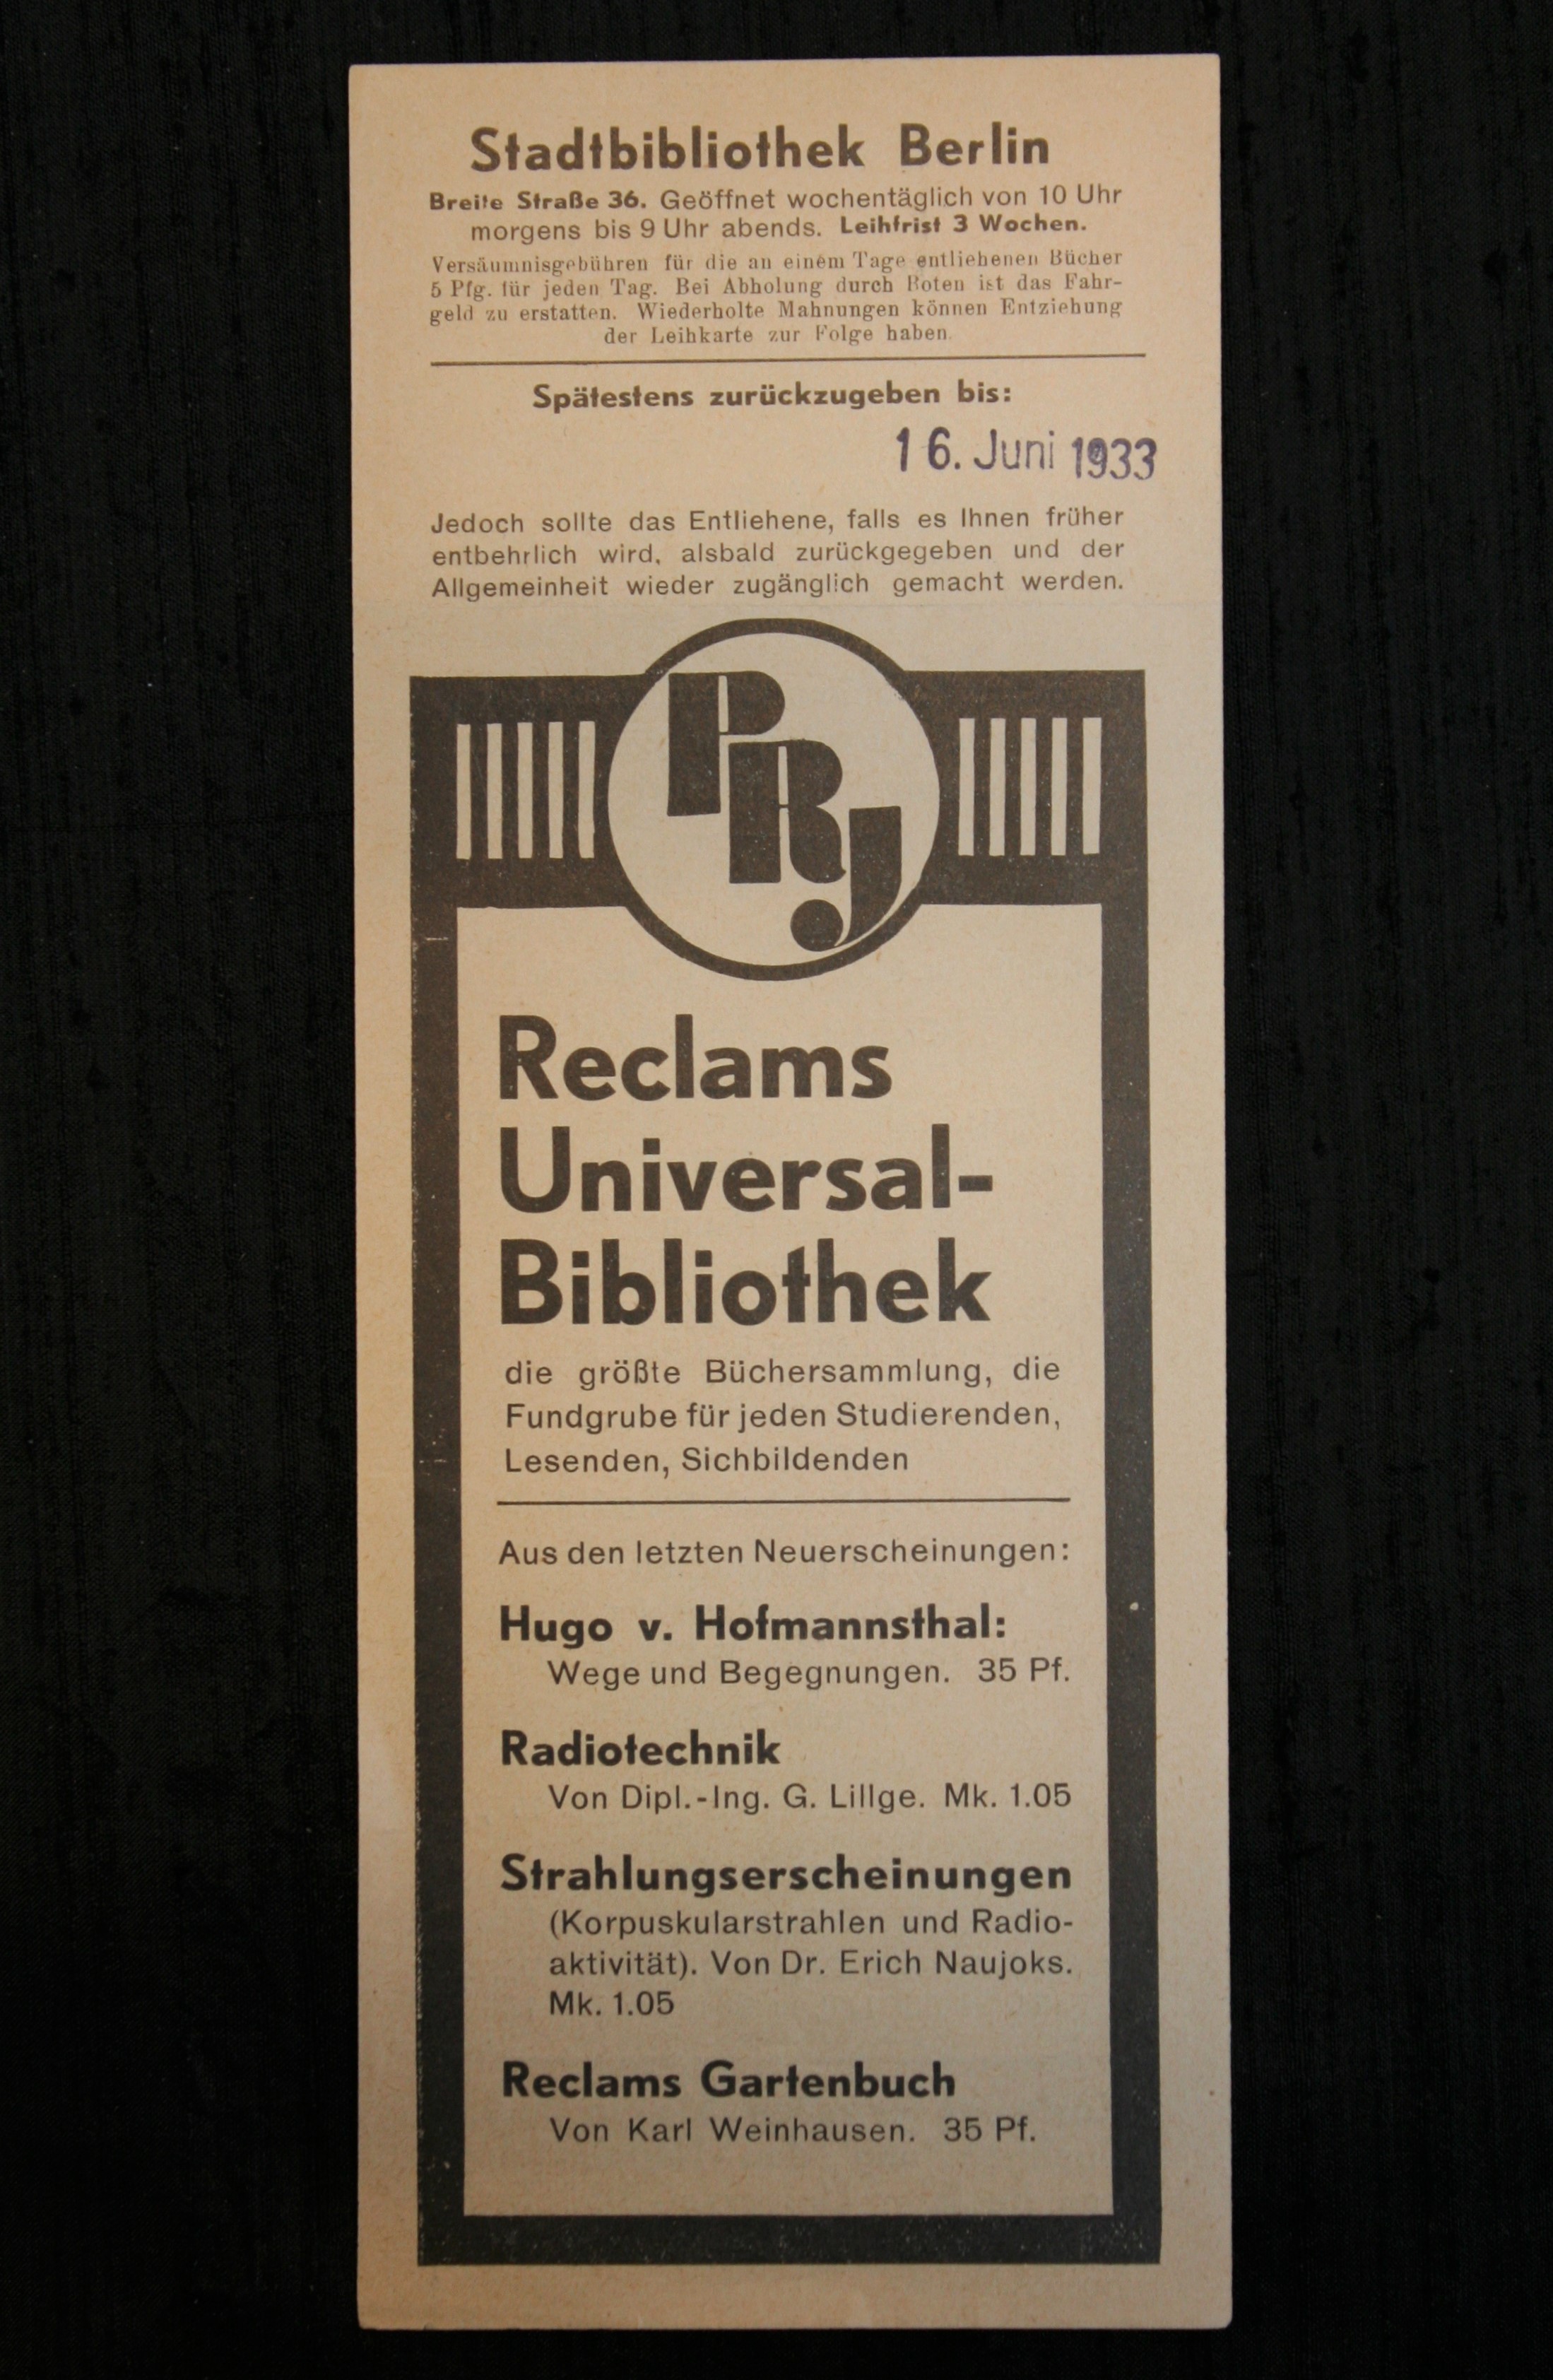 Stadtbibliothek Berlin
Breite Straße 36. Geöffnet wochentäglich von 10 Uhr
morgens bis 9 Uhr abends. Leihfrist 3 Wochen.
Versäumnisgebühren für die an einem Tage entliehenen Bücher
5 Pfg. für jeden Tag. Bei Abholung durch Boten ist das Fahr-
geld zu erstatten. Wiederholte Mahnungen können Entziehung
der Leihkarte zur Folge haben.
Spätestens zurückzugeben bis:
16. Juni 1933
Jedoch sollte das Entliehene, falls es Ihnen früher
entbehrlich wird, alsbald zurückgegeben und der
Allgemeinheit wieder zugänglich gemacht werden.
PRJ
Reclams
Universal-
Bibliothek
die größte Büchersammlung, die
Fundgrube für jeden Studierenden,
Lesenden, Sichbildenden
Aus den letzten Neuerscheinungen:
Hugo v. Hofmannsthal:
Wege und Begegnungen. 35 Pf.
Radiotechnik
Von Dipl.-Ing. G. Lillge. Mk. 1.05
Strahlungserscheinungen
(Korpuskularstrahlen und Radio-
aktivität). Von Dr. Erich Naujoks.
Mk. 1.05
Reclams Gartenbuch
Von Karl Weinhausen. 35 Pf.